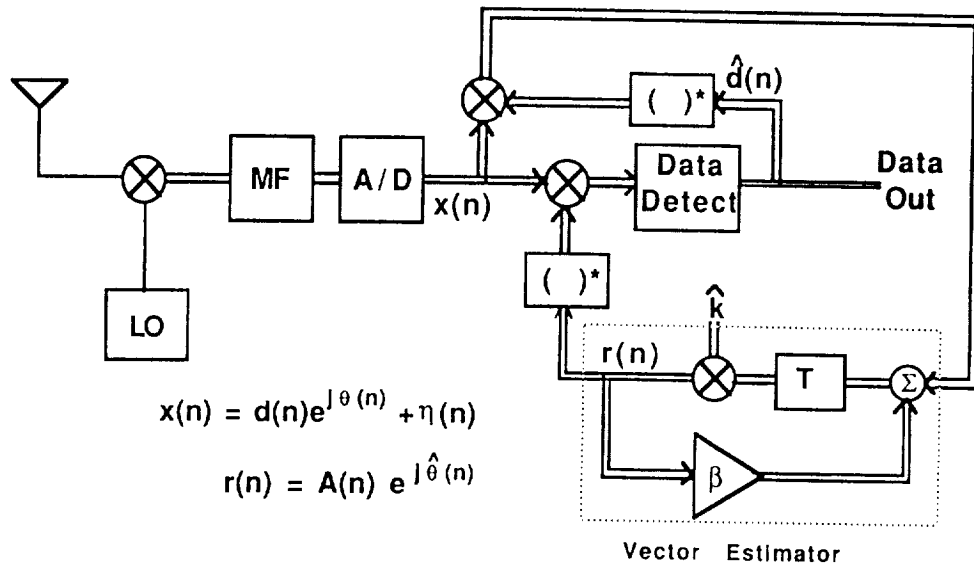 d̂(n)
( )*
MF
A/D
x(n)
Data
Detect
Data
Out
( )*
LO
k̂
r(n)
T
Σ
β
x(n) = d(n)e^{jθ(n)} + η(n)
r(n) = A(n) e^{jθ̂(n)}
Vector Estimator